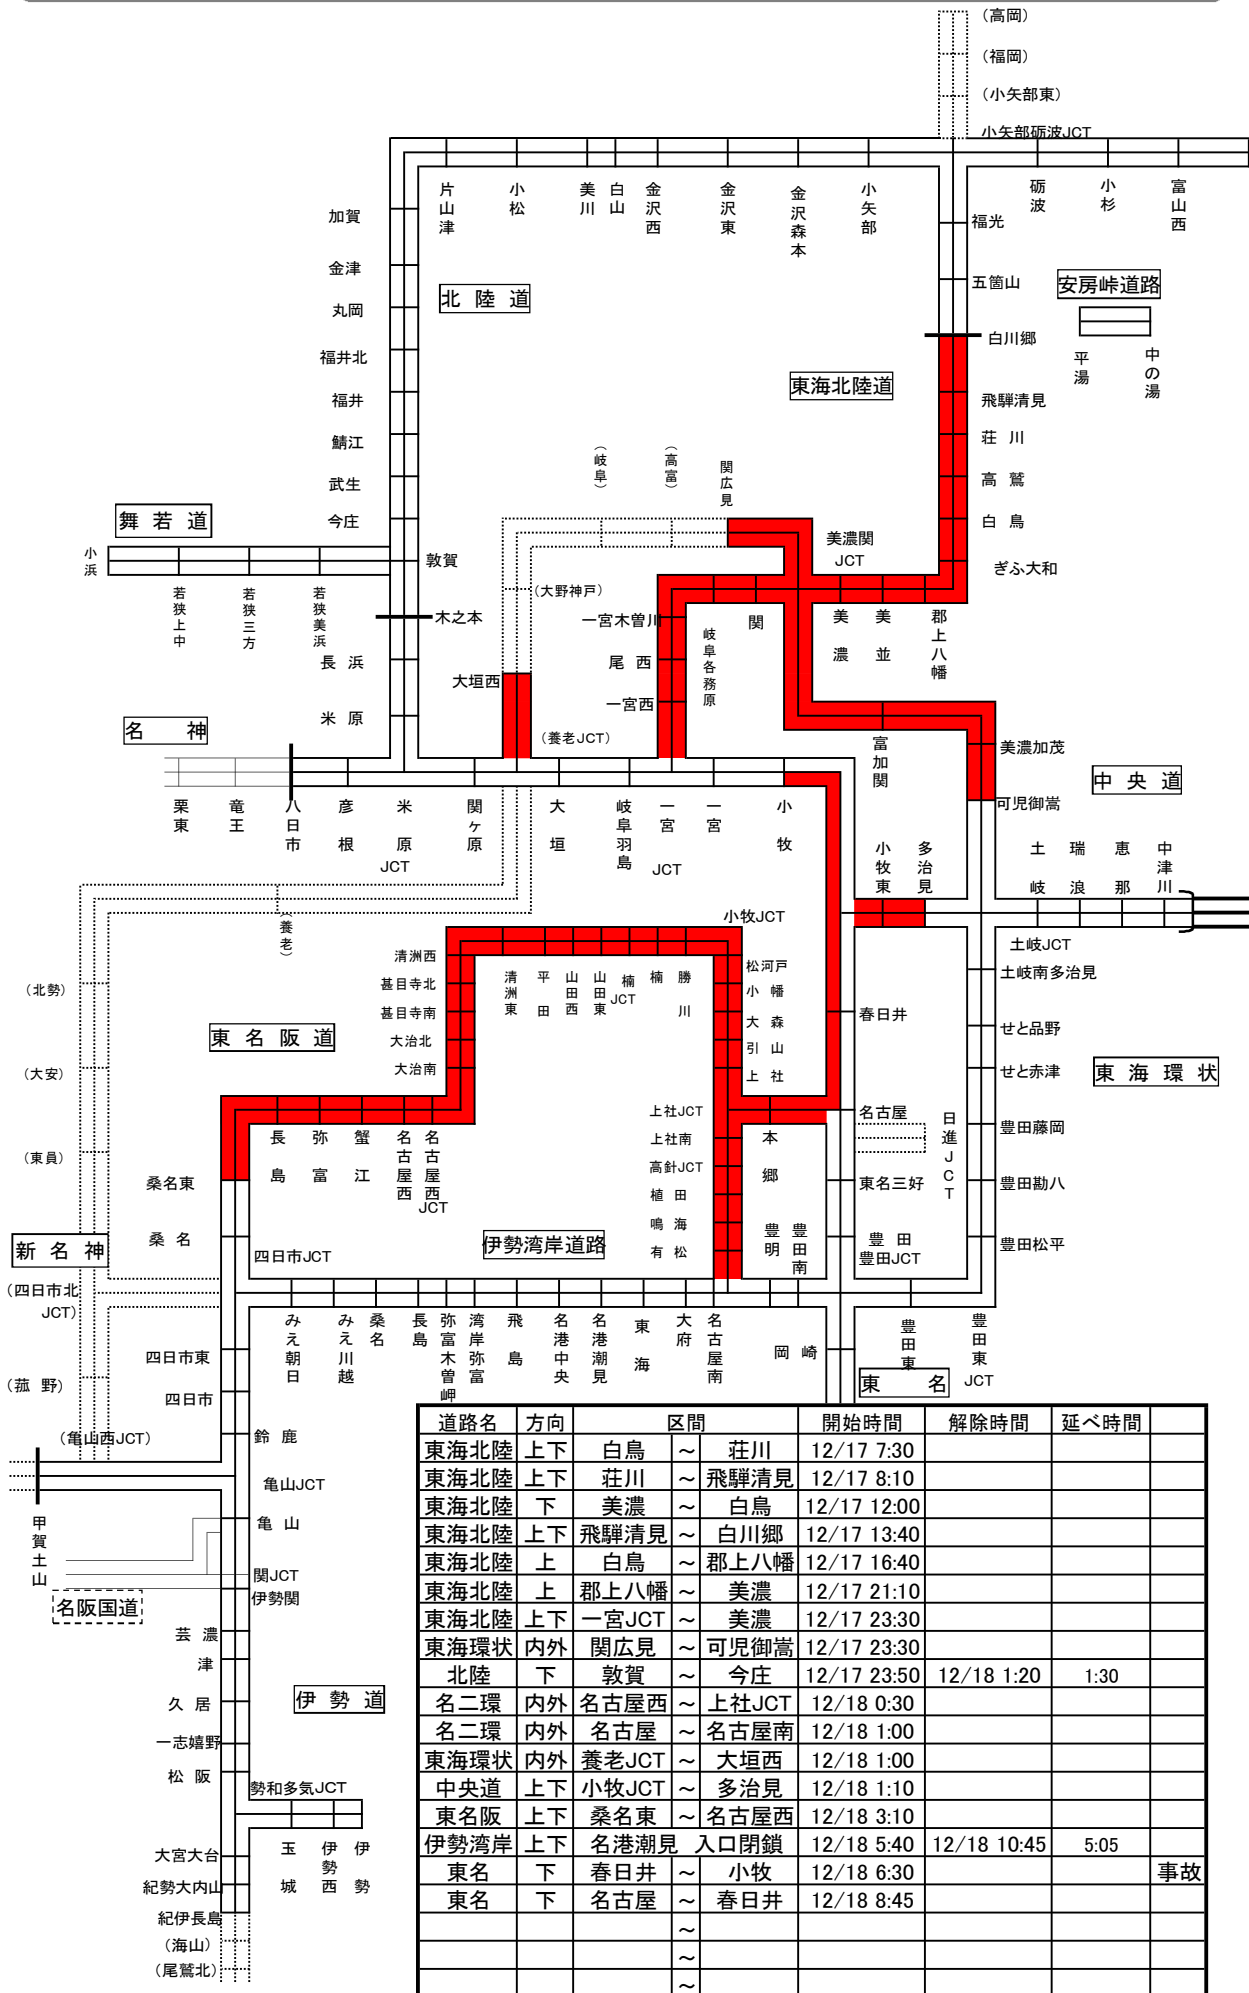 (高岡)
(福岡)
(小矢部東)
小矢部砺波JCT
片山津
小松
美川
白山
金沢西
金沢東
金沢森本
小矢部
砺波
小杉
富山西
加賀
金津
丸岡
福井北
福井
鯖江
武生
今庄
敦賀
木之本
長浜
米原
北陸道
福光
五箇山
白川郷
安房峠道路
平湯
中の湯
東海北陸道
飛騨清見
荘川
高鷲
白鳥
ぎふ大和
(岐阜)
(高富)
関広見
美濃関
JCT
舞若道
小浜
若狭上中
若狭三方
若狭美浜
(大野神戸)
一宮木曽川
尾西
一宮西
岐阜各務原
関
美濃
美並
郡上八幡
大垣西
(養老JCT)
富加関
美濃加茂
可児御嵩
名神
中央道
栗東
竜王
八日市
彦根
米原
JCT
関ヶ原
大垣
岐阜羽島
一宮
JCT
一宮
小牧
小牧東
多治見
土岐
瑞浪
恵那
中津川
小牧JCT
土岐JCT
(養老)
(北勢)
(大安)
(東員)
東名阪道
清洲西
甚目寺北
甚目寺南
大治北
大治南
清洲東
平田
山田西
山田東
楠
JCT
楠
勝川
松河戸
小幡
大森
引山
上社
春日井
土岐南多治見
せと品野
せと赤津
東海環状
上社JCT
上社南
高針JCT
植田
鳴海
有松
本郷
名古屋
日進JCT
豊田藤岡
豊田勘八
豊田松平
東名三好
豊田
豊田JCT
豊明
豊田南
長島
弥富
蟹江
名古屋西
名古屋西
JCT
桑名東
桑名
新名神
四日市JCT
伊勢湾岸道路
(四日市北
JCT)
みえ朝日
みえ川越
桑名
長島
弥富木曽岬
湾岸弥富
飛島
名港中央
名港潮見
東海
大府
名古屋南
岡崎
豊田東
豊田東
JCT
東名
四日市東
(菰野)
四日市
(亀山西JCT)
鈴鹿
亀山JCT
甲賀土山
亀山
関JCT
伊勢関
名阪国道
芸濃
津
久居
一志嬉野
松阪
伊勢道
勢和多気JCT
玉城
伊勢西
伊勢
大宮大台
紀勢大内山
紀伊長島
(海山)
(尾鷲北)
道路名 方向 区間 開始時間 解除時間 延べ時間
東海北陸 上下 白鳥 ～ 荘川 12/17 7:30
東海北陸 上下 荘川 ～ 飛騨清見 12/17 8:10
東海北陸 下 美濃 ～ 白鳥 12/17 12:00
東海北陸 上下 飛騨清見 ～ 白川郷 12/17 13:40
東海北陸 上 白鳥 ～ 郡上八幡 12/17 16:40
東海北陸 上 郡上八幡 ～ 美濃 12/17 21:10
東海北陸 上下 一宮JCT ～ 美濃 12/17 23:30
東海環状 内外 関広見 ～ 可児御嵩 12/17 23:30
北陸 下 敦賀 ～ 今庄 12/17 23:50 12/18 1:20 1:30
名二環 内外 名古屋西 ～ 上社JCT 12/18 0:30
名二環 内外 名古屋 ～ 名古屋南 12/18 1:00
東海環状 内外 養老JCT ～ 大垣西 12/18 1:00
中央道 上下 小牧JCT ～ 多治見 12/18 1:10
東名阪 上下 桑名東 ～ 名古屋西 12/18 3:10
伊勢湾岸 上下 名港潮見 入口閉鎖 12/18 5:40 12/18 10:45 5:05
東名 下 春日井 ～ 小牧 12/18 6:30 事故
東名 下 名古屋 ～ 春日井 12/18 8:45
～
～
～